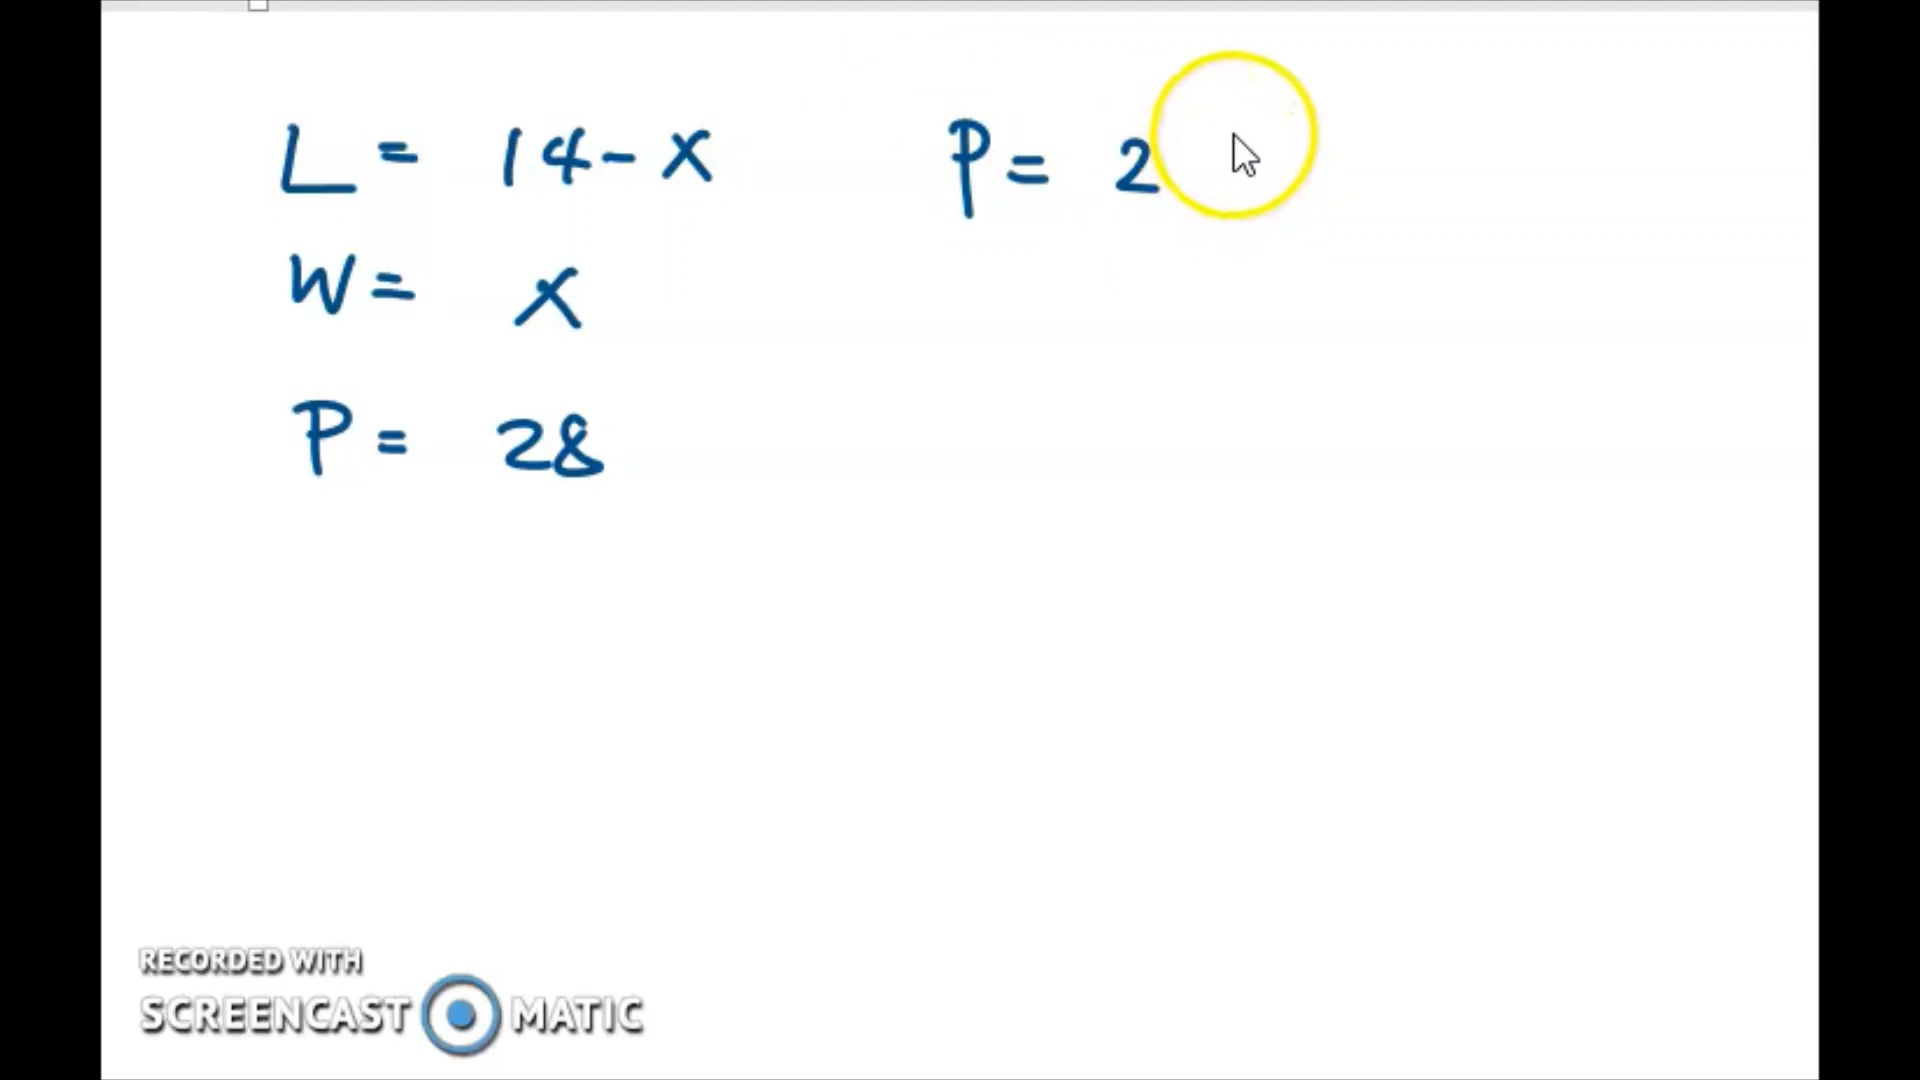 L = 14 - x
W = x
P = 28
P = 2
RECORDED WITH
SCREENCAST MATIC